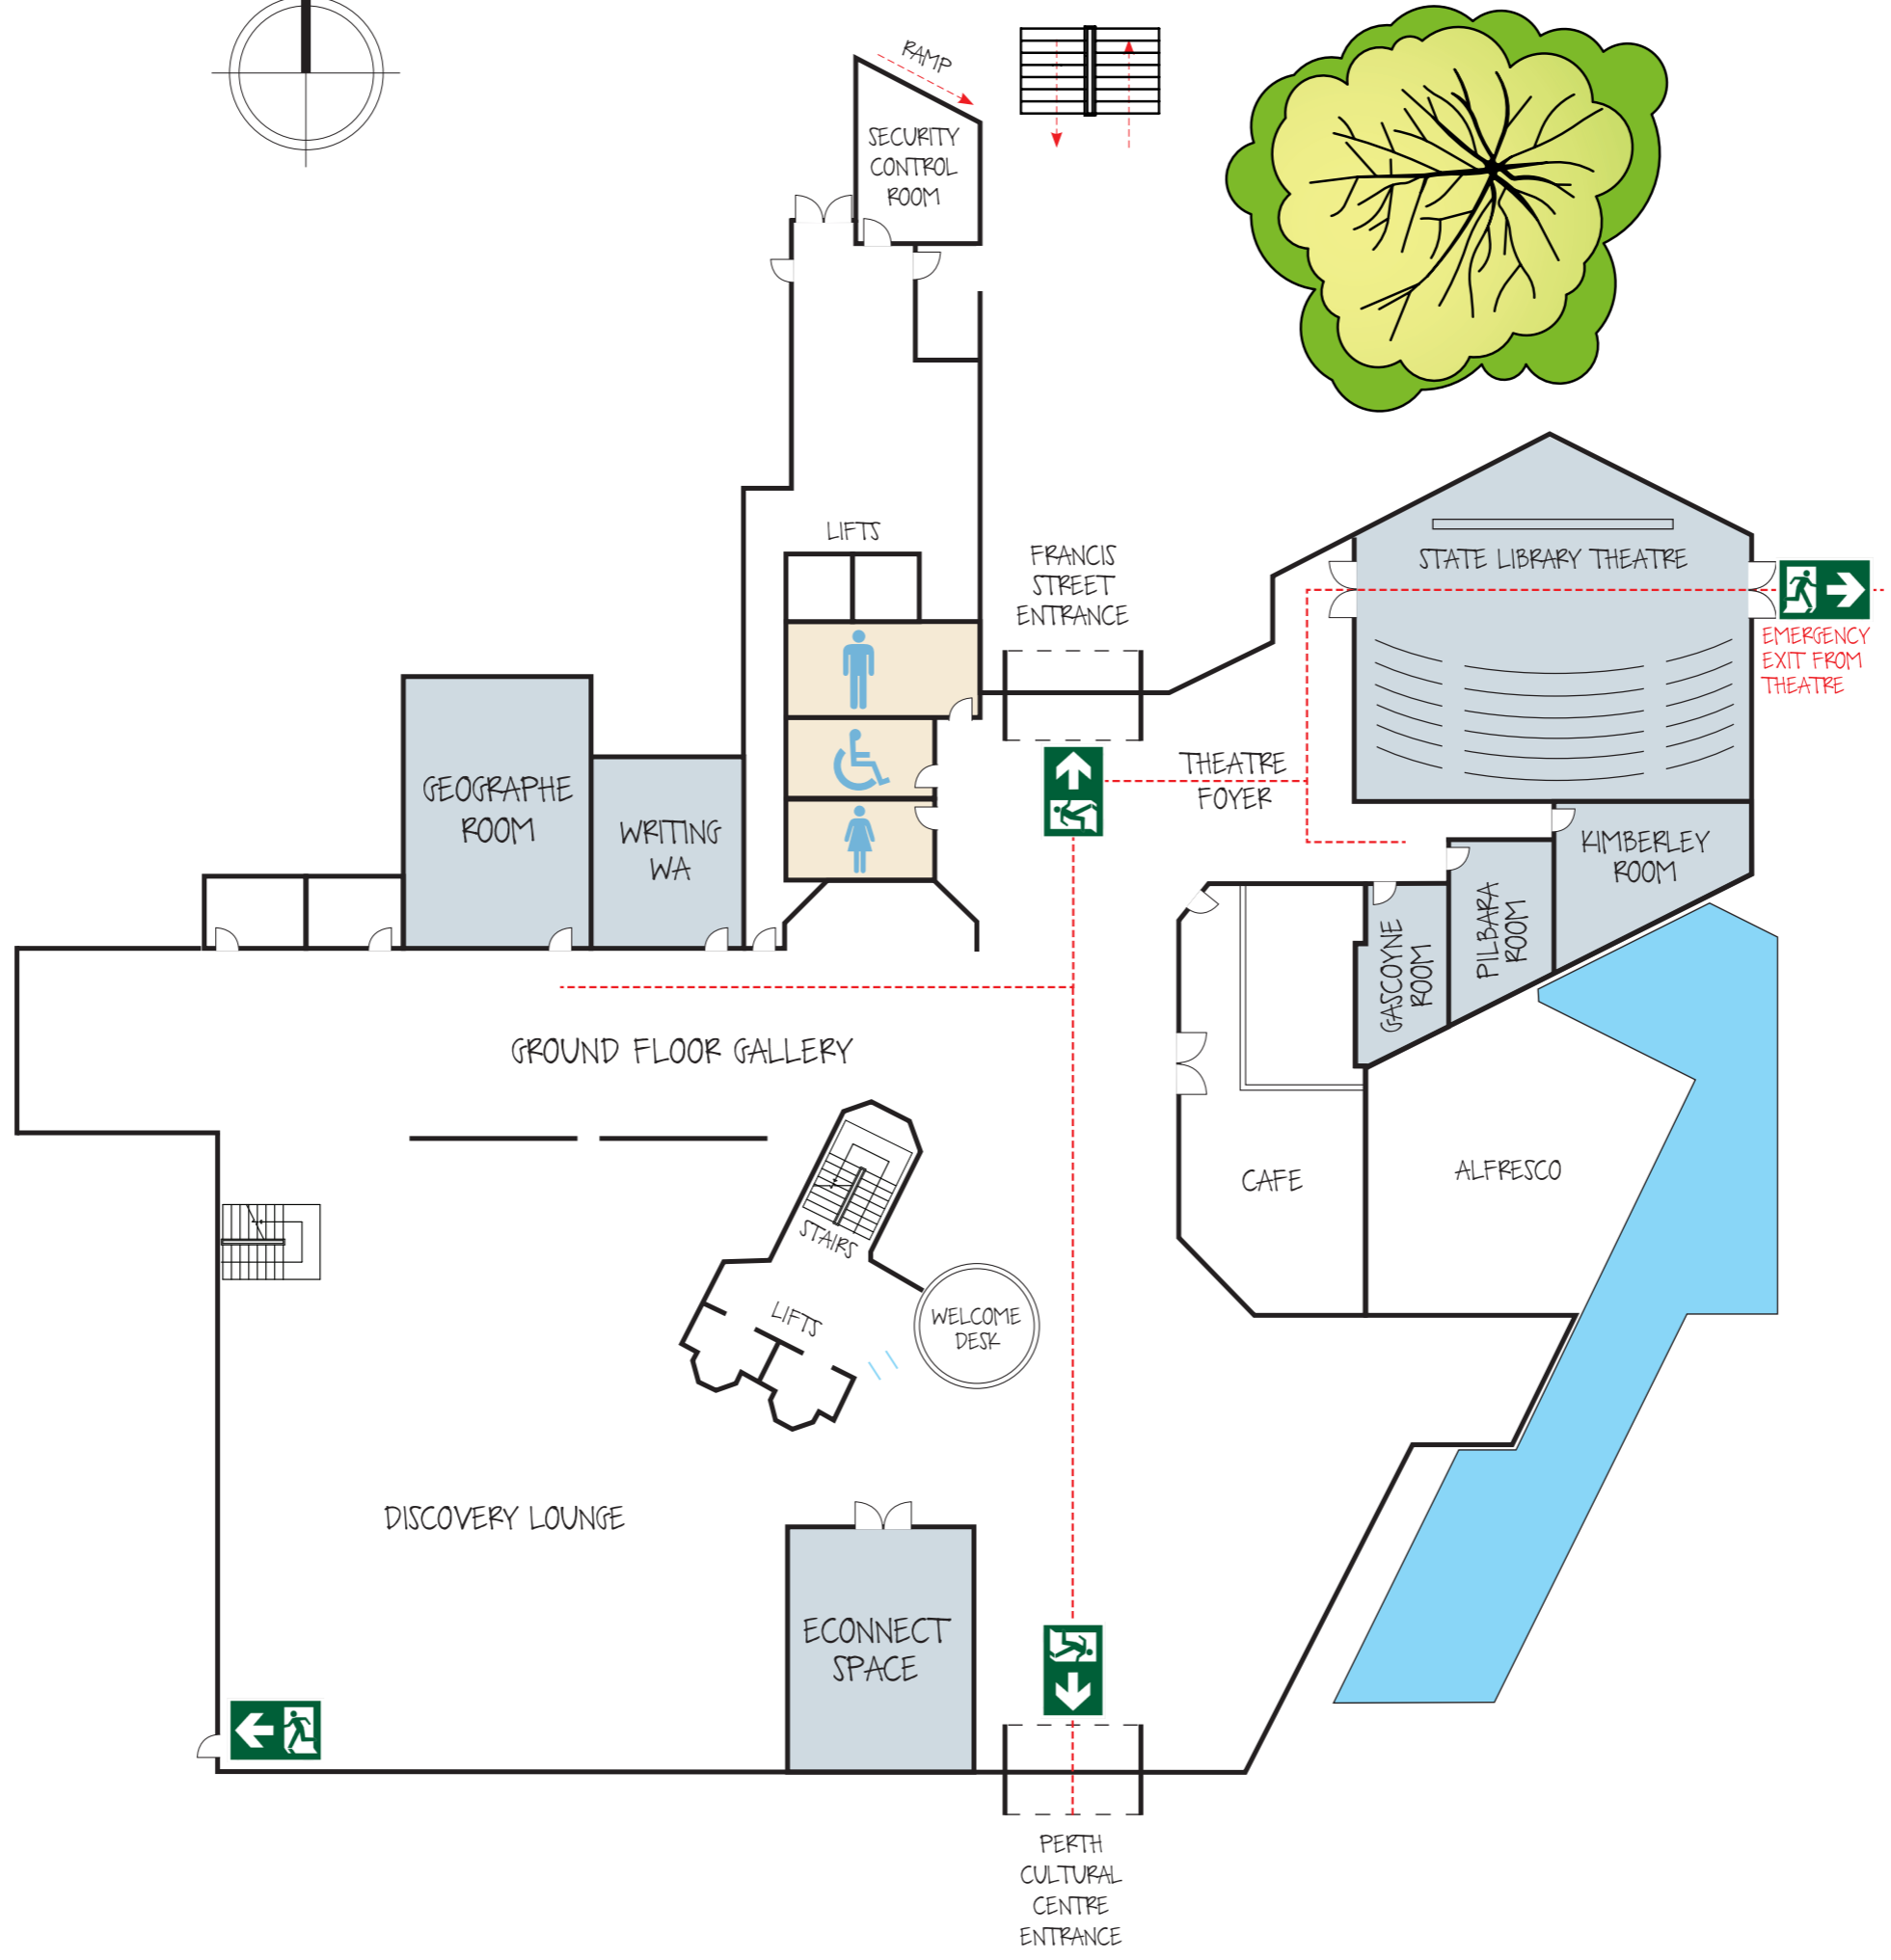 RAMP
SECURITY
CONTROL
ROOM
LIFTS
FRANCIS
STREET
ENTRANCE
STATE LIBRARY THEATRE
EMERGENCY
EXIT FROM
THEATRE
THEATRE
FOYER
GEOGRAPHE
ROOM
WRITING
WA
KIMBERLEY
ROOM
PILBARA
ROOM
GASCOYNE
ROOM
GROUND FLOOR GALLERY
CAFE
ALFRESCO
STAIRS
LIFTS
WELCOME
DESK
DISCOVERY LOUNGE
ECONNECT
SPACE
PERTH
CULTURAL
CENTRE
ENTRANCE